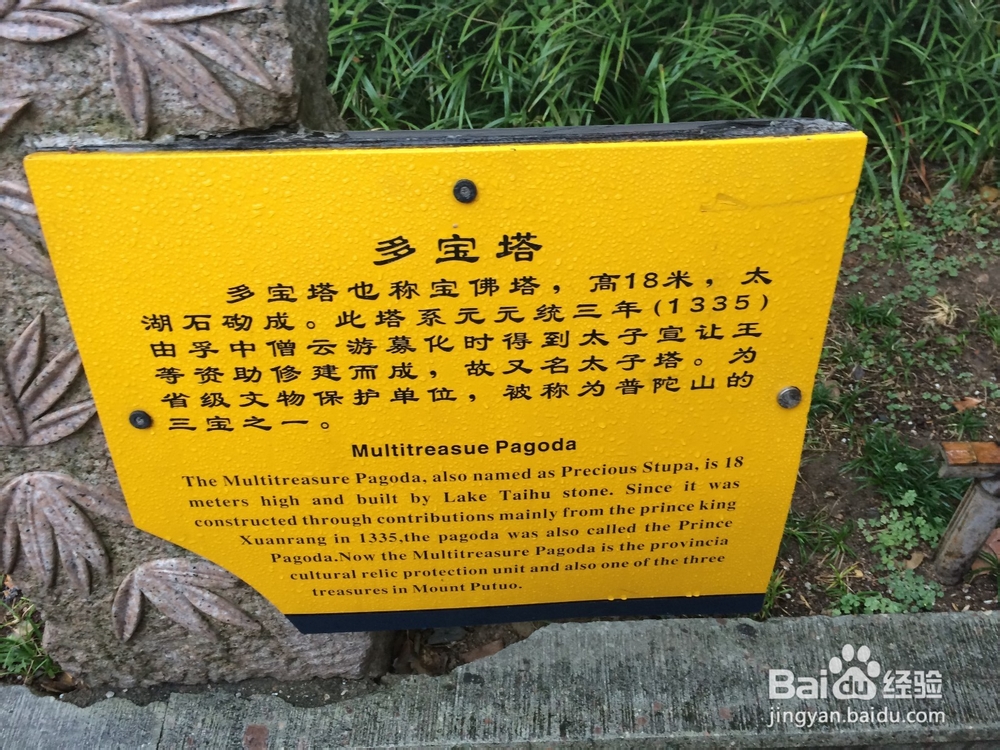 多宝塔
多宝塔也称宝佛塔，高18米，太
湖石砌成。此塔系元元统三年(1335)
由孚中僧云游募化时得到太子宣让王
等资助修建而成，故又名太子塔。为
省级文物保护单位，被称为普陀山的
三宝之一。
Multitreasue Pagoda
The Multitreasure Pagoda, also named as Precious Stupa, is 18
meters high and built by Lake Taihu stone. Since it was
constructed through contributions mainly from the prince king
Xuanrang in 1335,the pagoda was also called the Prince
Pagoda.Now the Multitreasure Pagoda is the provincia
cultural relic protection unit and also one of the three
treasures in Mount Putuo.
Baidu经验
jingyan.baidu.com